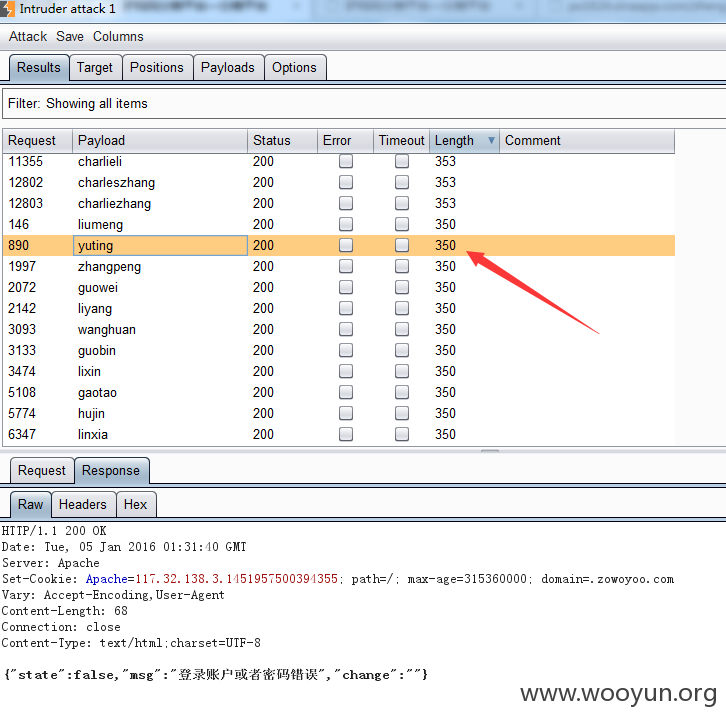 Intruder attack 1
Attack Save Columns
Results Target Positions Payloads Options
Filter: Showing all items
Request Payload Status Error Timeout Length Comment
11355 charlieli 200 353
12802 charleszhang 200 353
12803 charliezhang 200 353
146 liumeng 200 350
890 yuting 200 350
1997 zhangpeng 200 350
2072 guowei 200 350
2142 liyang 200 350
3093 wanghuan 200 350
3133 guobin 200 350
3474 lixin 200 350
5108 gaotao 200 350
5774 hujin 200 350
6347 linxia 200 350
Request Response
Raw Headers Hex
HTTP/1.1 200 OK
Date: Tue, 05 Jan 2016 01:31:40 GMT
Server: Apache
Set-Cookie: Apache=117.32.138.3.1451957500394355; path=/; max-age=315360000; domain=.zowoyoo.com
Vary: Accept-Encoding,User-Agent
Content-Length: 68
Connection: close
Content-Type: text/html;charset=UTF-8
{"state":false,"msg":"登录账户或者密码错误","change":""}
www.wooyun.org